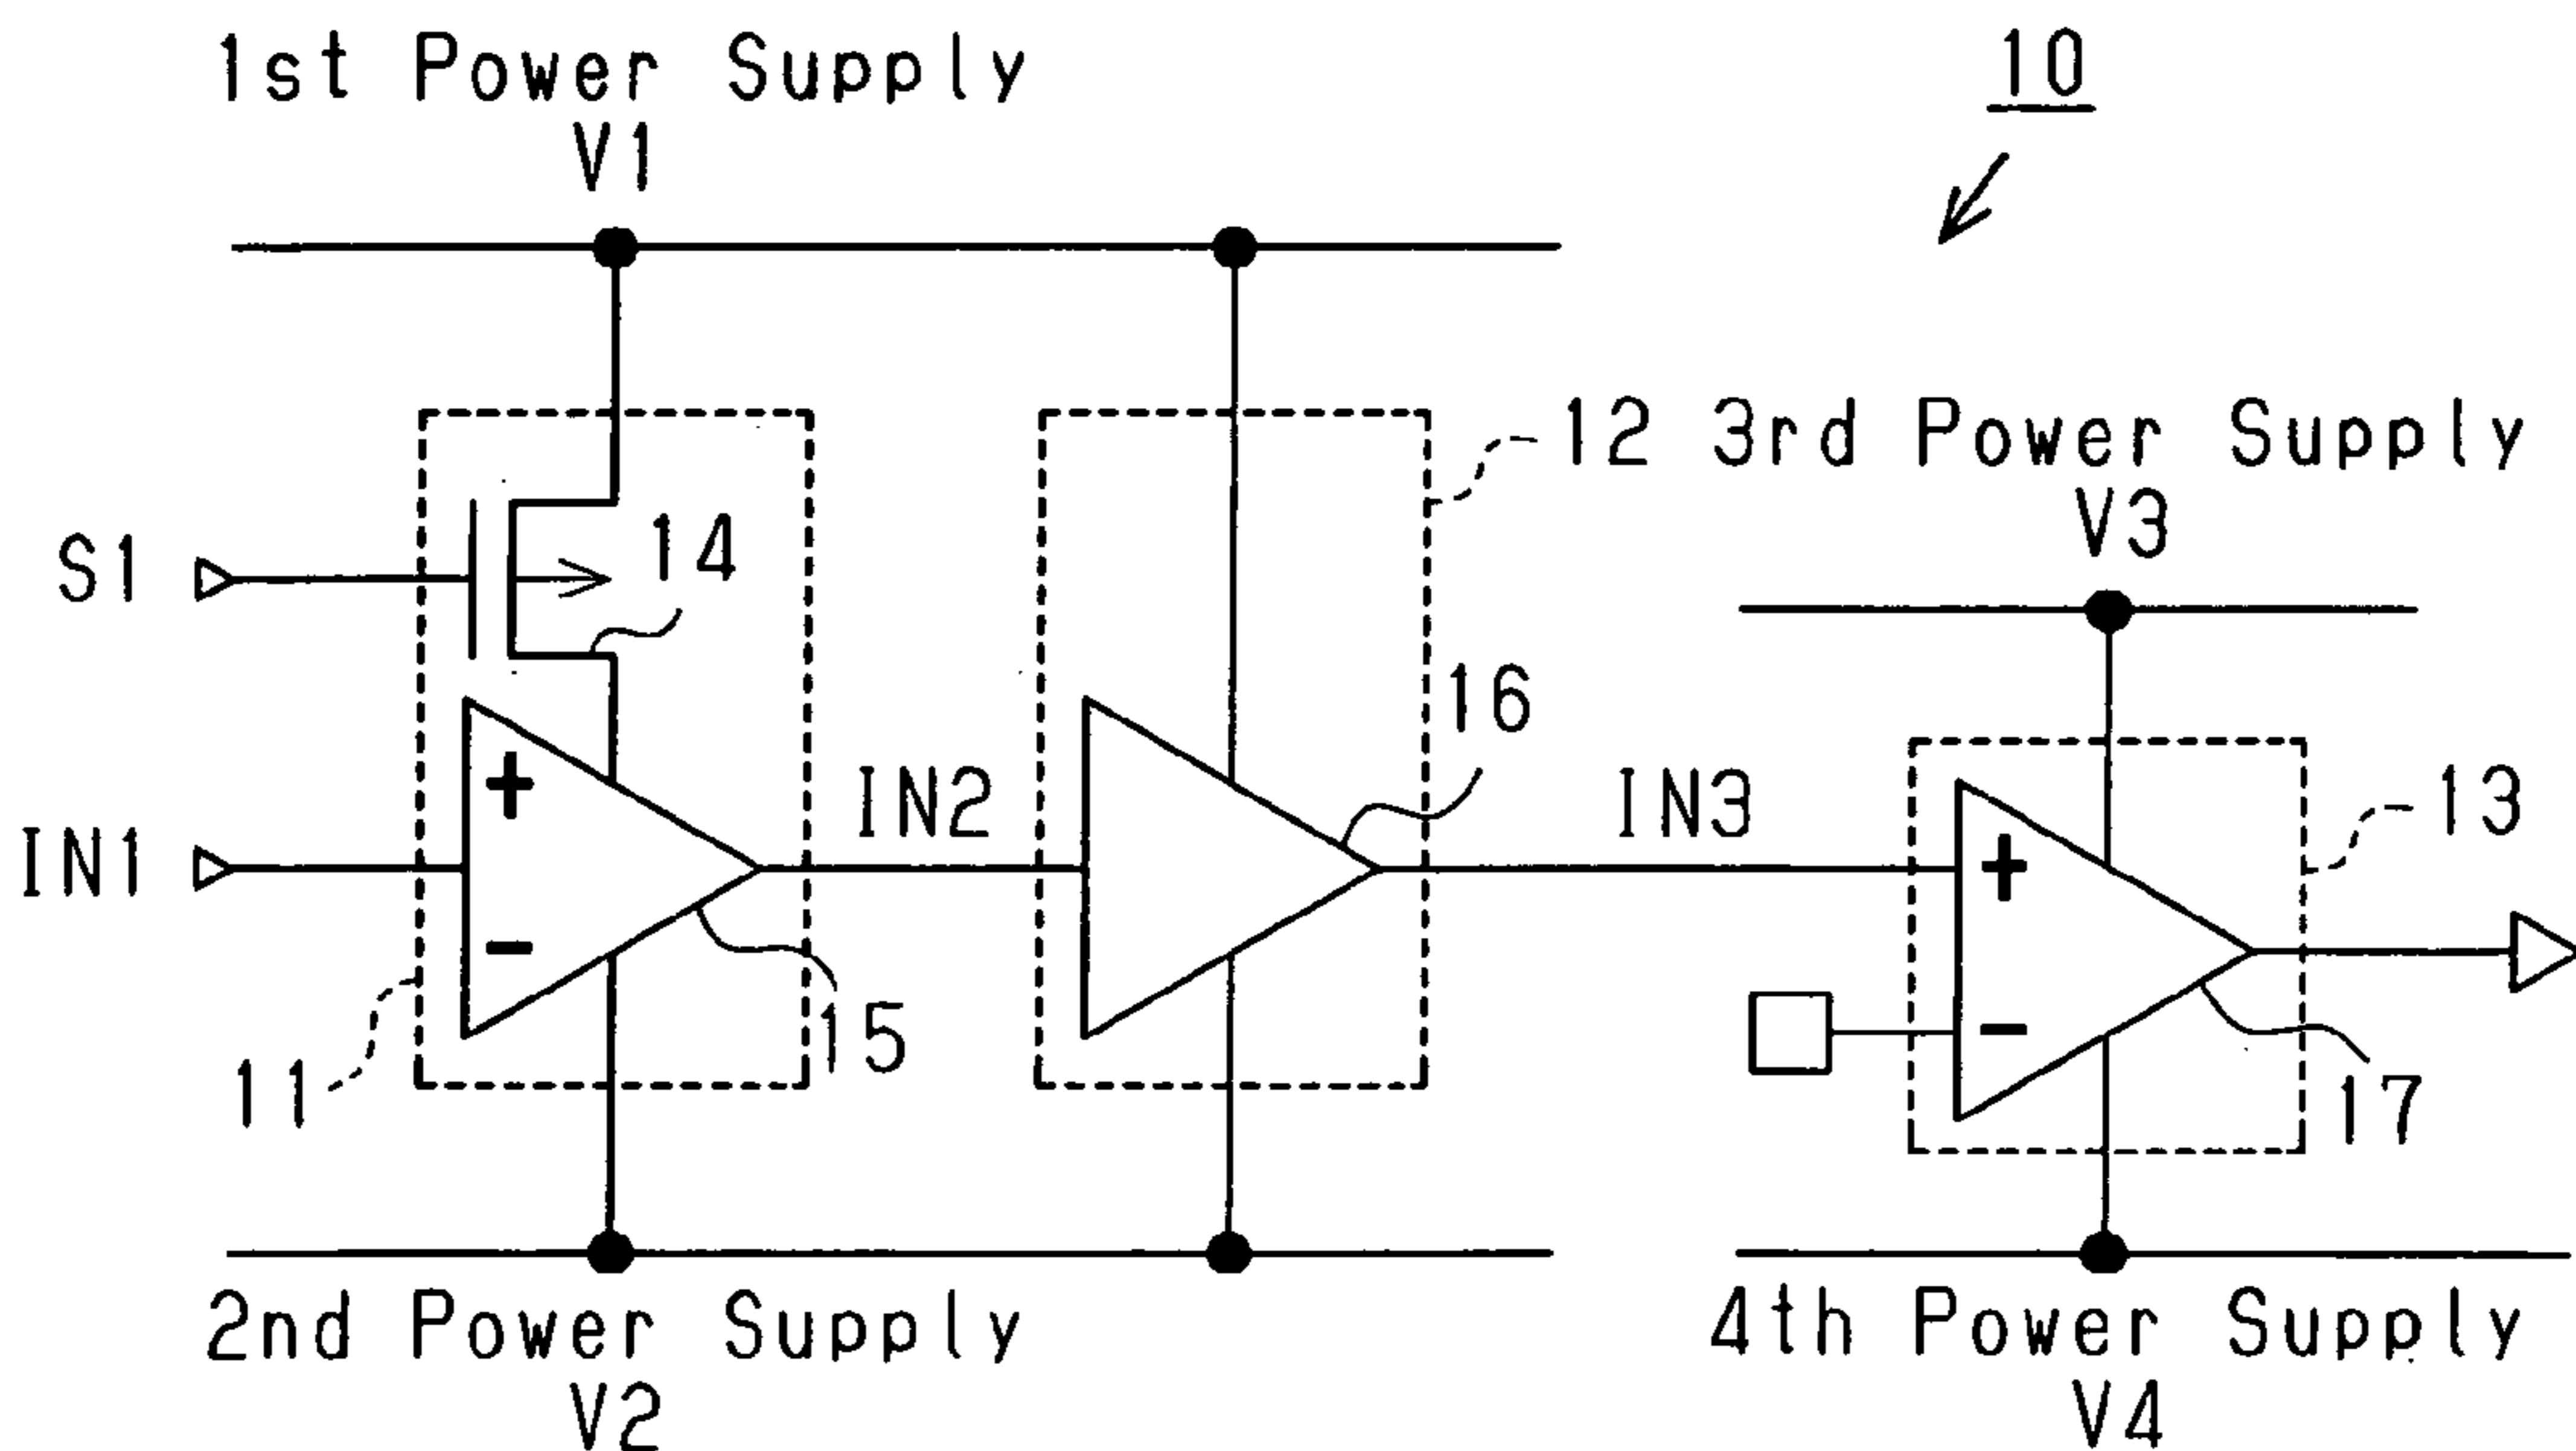 1st Power Supply
V1
10
12
3rd Power Supply
V3
S1
14
16
IN1
+
-
IN2
IN3
+
-
13
11
15
17
2nd Power Supply
V2
4th Power Supply
V4